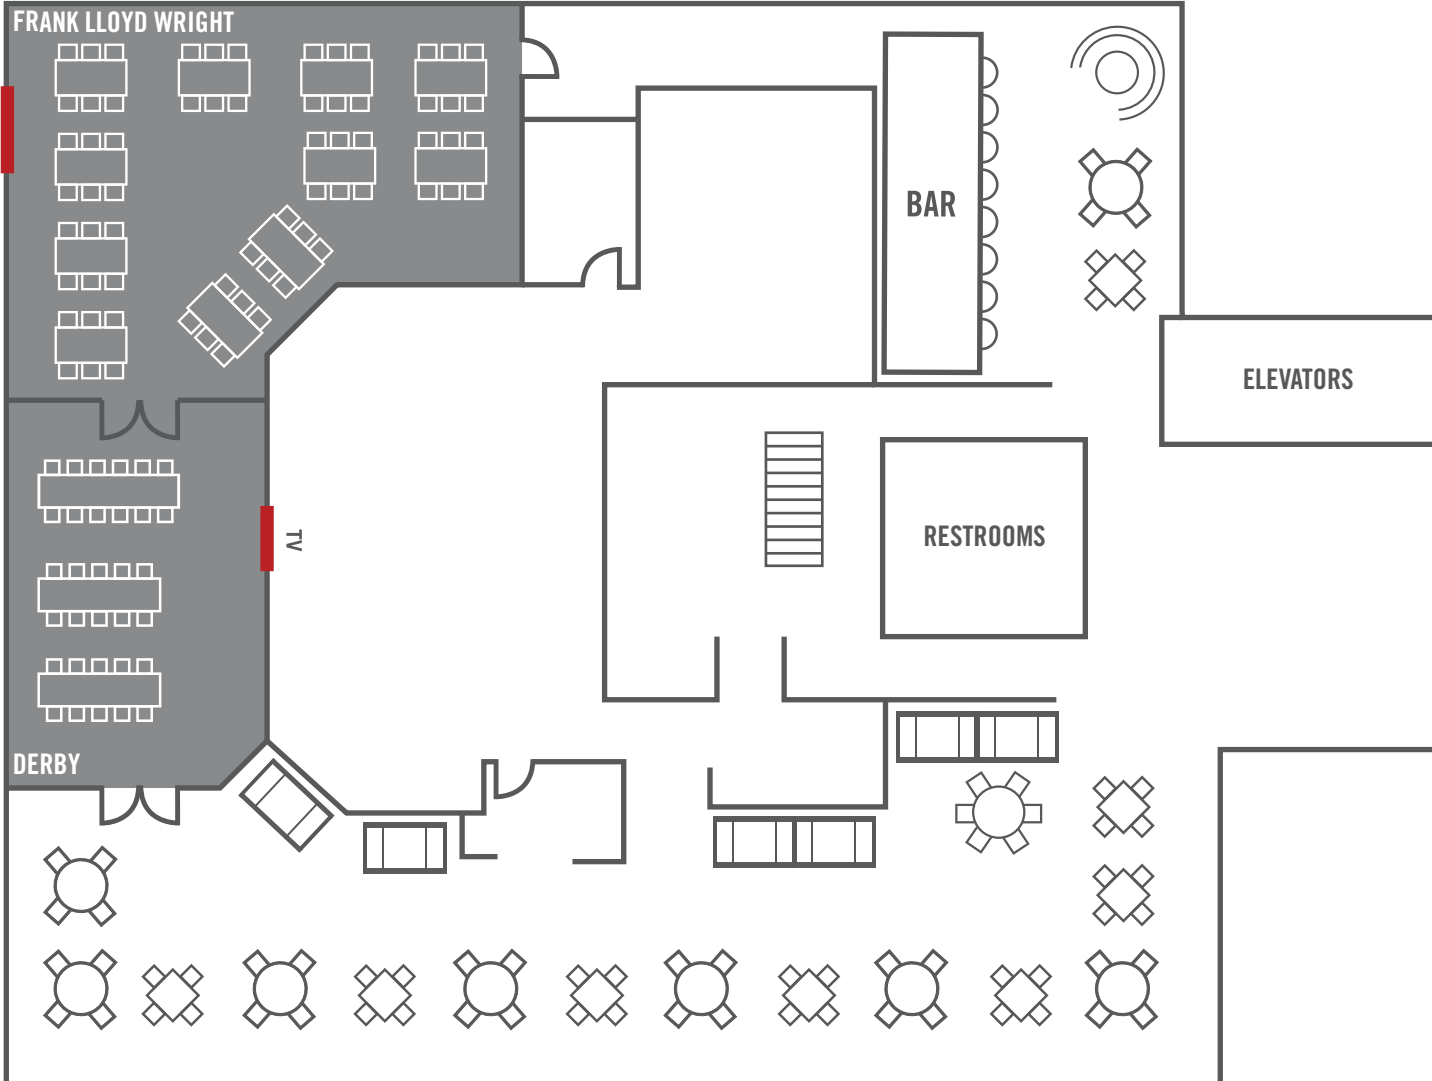 FRANK LLOYD WRIGHT
BAR
ELEVATORS
RESTROOMS
TV
DERBY